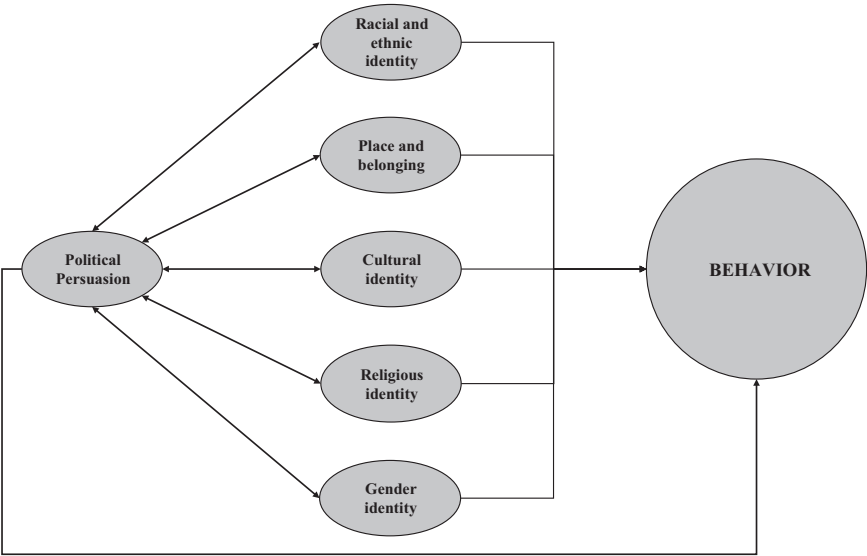 Racial and
ethnic
identity
Place and
belonging
Political
Persuasion
Cultural
identity
BEHAVIOR
Religious
identity
Gender
identity